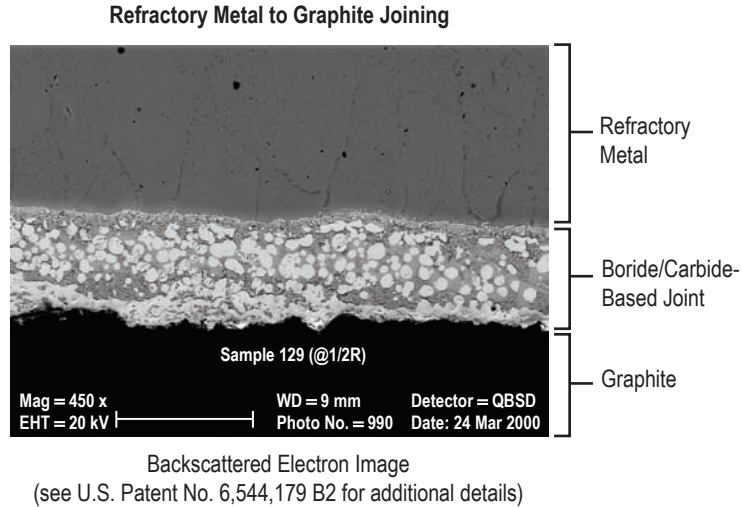 Refractory Metal to Graphite Joining
Refractory
Metal
Boride/Carbide-
Based Joint
Graphite
Sample 129 (@1/2R)
Mag = 450 x
WD = 9 mm
Detector = QBSD
EHT = 20 kV
Photo No. = 990
Date: 24 Mar 2000
Backscattered Electron Image
(see U.S. Patent No. 6,544,179 B2 for additional details)